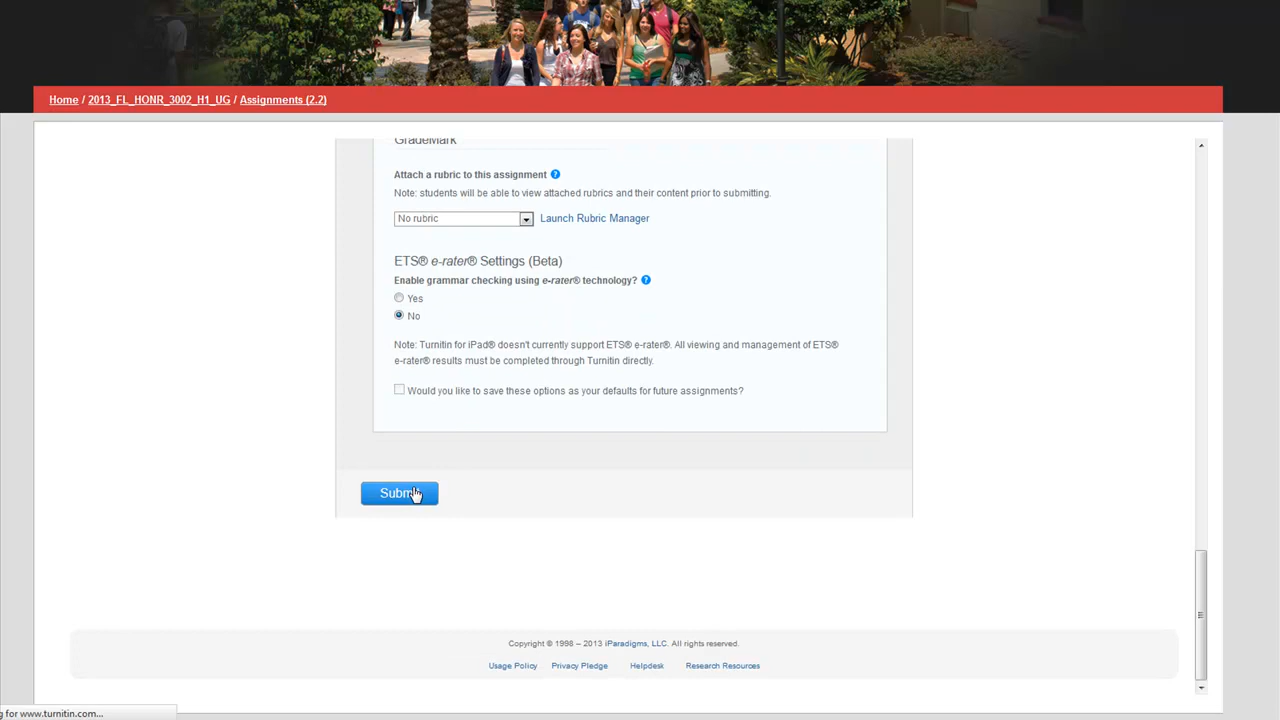 Home / 2013_FL_HONR_3002_H1_UG / Assignments (2.2)
GradeMark
Attach a rubric to this assignment ?
Note: students will be able to view attached rubrics and their content prior to submitting.
No rubric Launch Rubric Manager
ETS® e-rater® Settings (Beta)
Enable grammar checking using e-rater® technology? ?
Yes
No
Note: Turnitin for iPad® doesn't currently support ETS® e-rater®. All viewing and management of ETS®
e-rater® results must be completed through Turnitin directly.
Would you like to save these options as your defaults for future assignments?
Submit
Copyright © 1998 – 2013 iParadigms, LLC. All rights reserved.
Usage Policy Privacy Pledge Helpdesk Research Resources
g for www.turnitin.com...